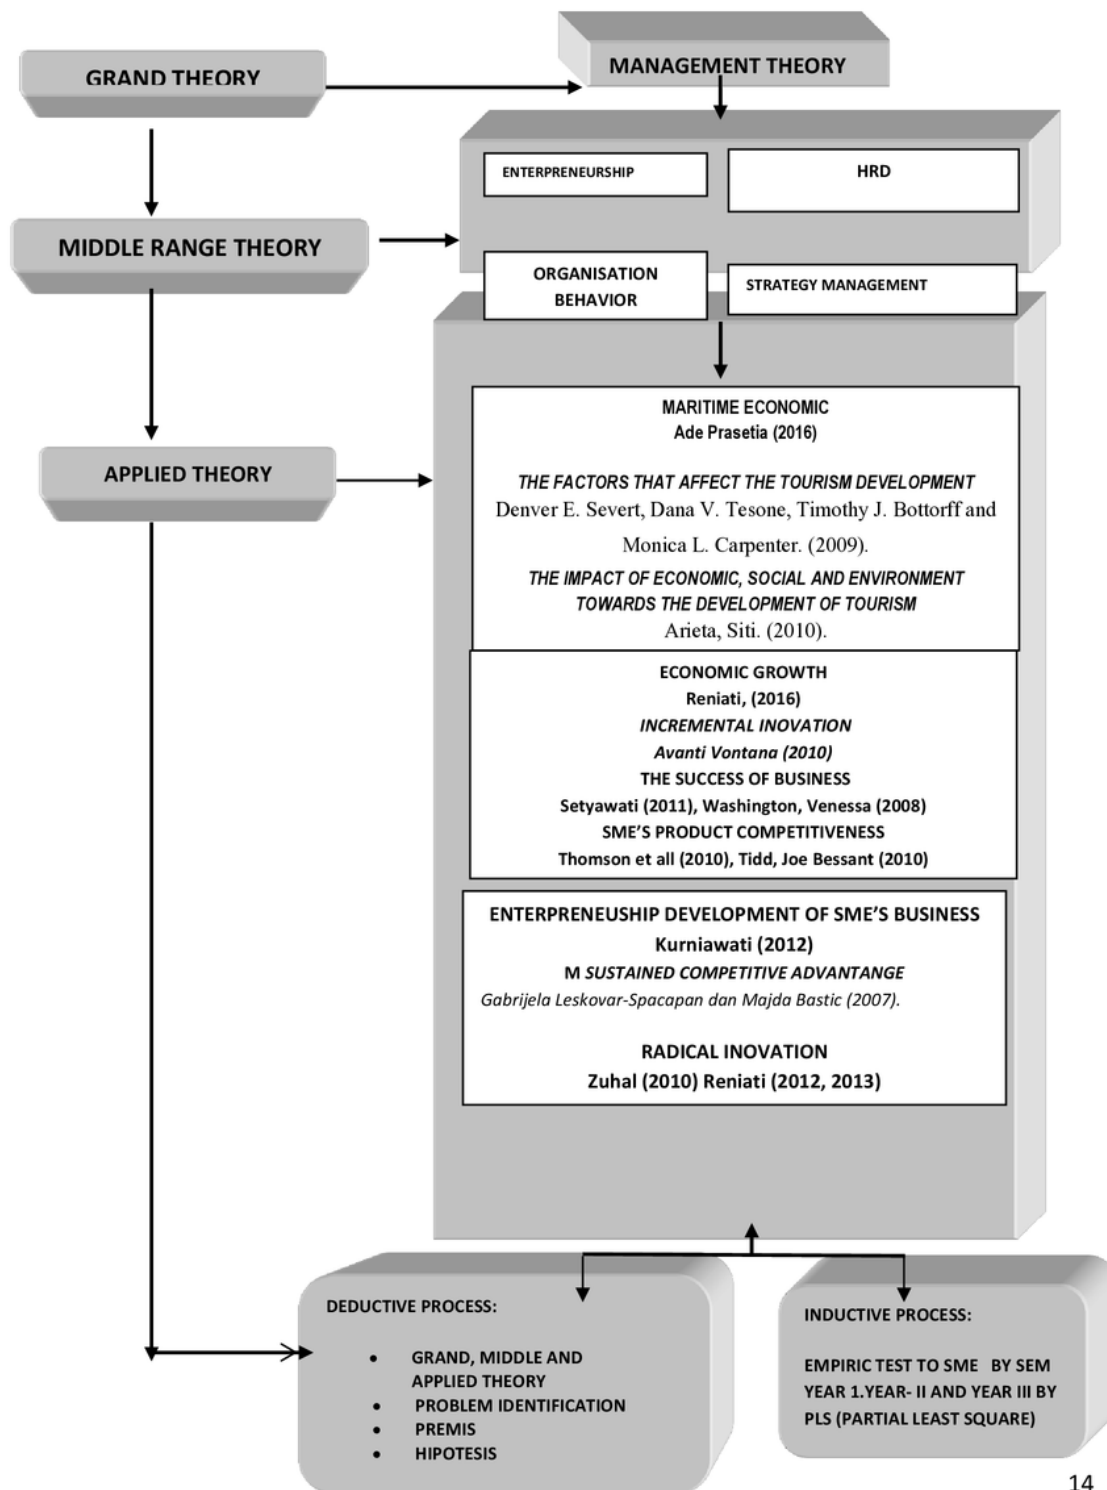 GRAND THEORY
MANAGEMENT THEORY
ENTERPRENEURSHIP
HRD
MIDDLE RANGE THEORY
ORGANISATION
BEHAVIOR
STRATEGY MANAGEMENT
MARITIME ECONOMIC
Ade Prasetia (2016)
APPLIED THEORY
THE FACTORS THAT AFFECT THE TOURISM DEVELOPMENT
Denver E. Severt, Dana V. Tesone, Timothy J. Bottorff and
Monica L. Carpenter. (2009).
THE IMPACT OF ECONOMIC, SOCIAL AND ENVIRONMENT
TOWARDS THE DEVELOPMENT OF TOURISM
Arieta, Siti. (2010).
ECONOMIC GROWTH
Reniati, (2016)
INCREMENTAL INOVATION
Avanti Vontana (2010)
THE SUCCESS OF BUSINESS
Setyawati (2011), Washington, Venessa (2008)
SME'S PRODUCT COMPETITIVENESS
Thomson et all (2010), Tidd, Joe Bessant (2010)
ENTERPRENEUSHIP DEVELOPMENT OF SME'S BUSINESS
Kurniawati (2012)
M SUSTAINED COMPETITIVE ADVANTANGE
Gabrijela Leskovar-Spacapan dan Majda Bastic (2007).
RADICAL INOVATION
Zuhal (2010) Reniati (2012, 2013)
DEDUCTIVE PROCESS:
• GRAND, MIDDLE AND
APPLIED THEORY
• PROBLEM IDENTIFICATION
• PREMIS
• HIPOTESIS
INDUCTIVE PROCESS:
EMPIRIC TEST TO SME BY SEM
YEAR 1.YEAR- II AND YEAR III BY
PLS (PARTIAL LEAST SQUARE)
14